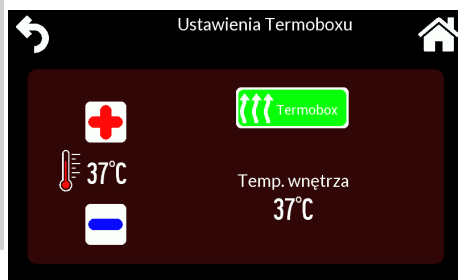 Ustawienia Termoboxu
Termobox
37°C
Temp. wnętrza
37°C